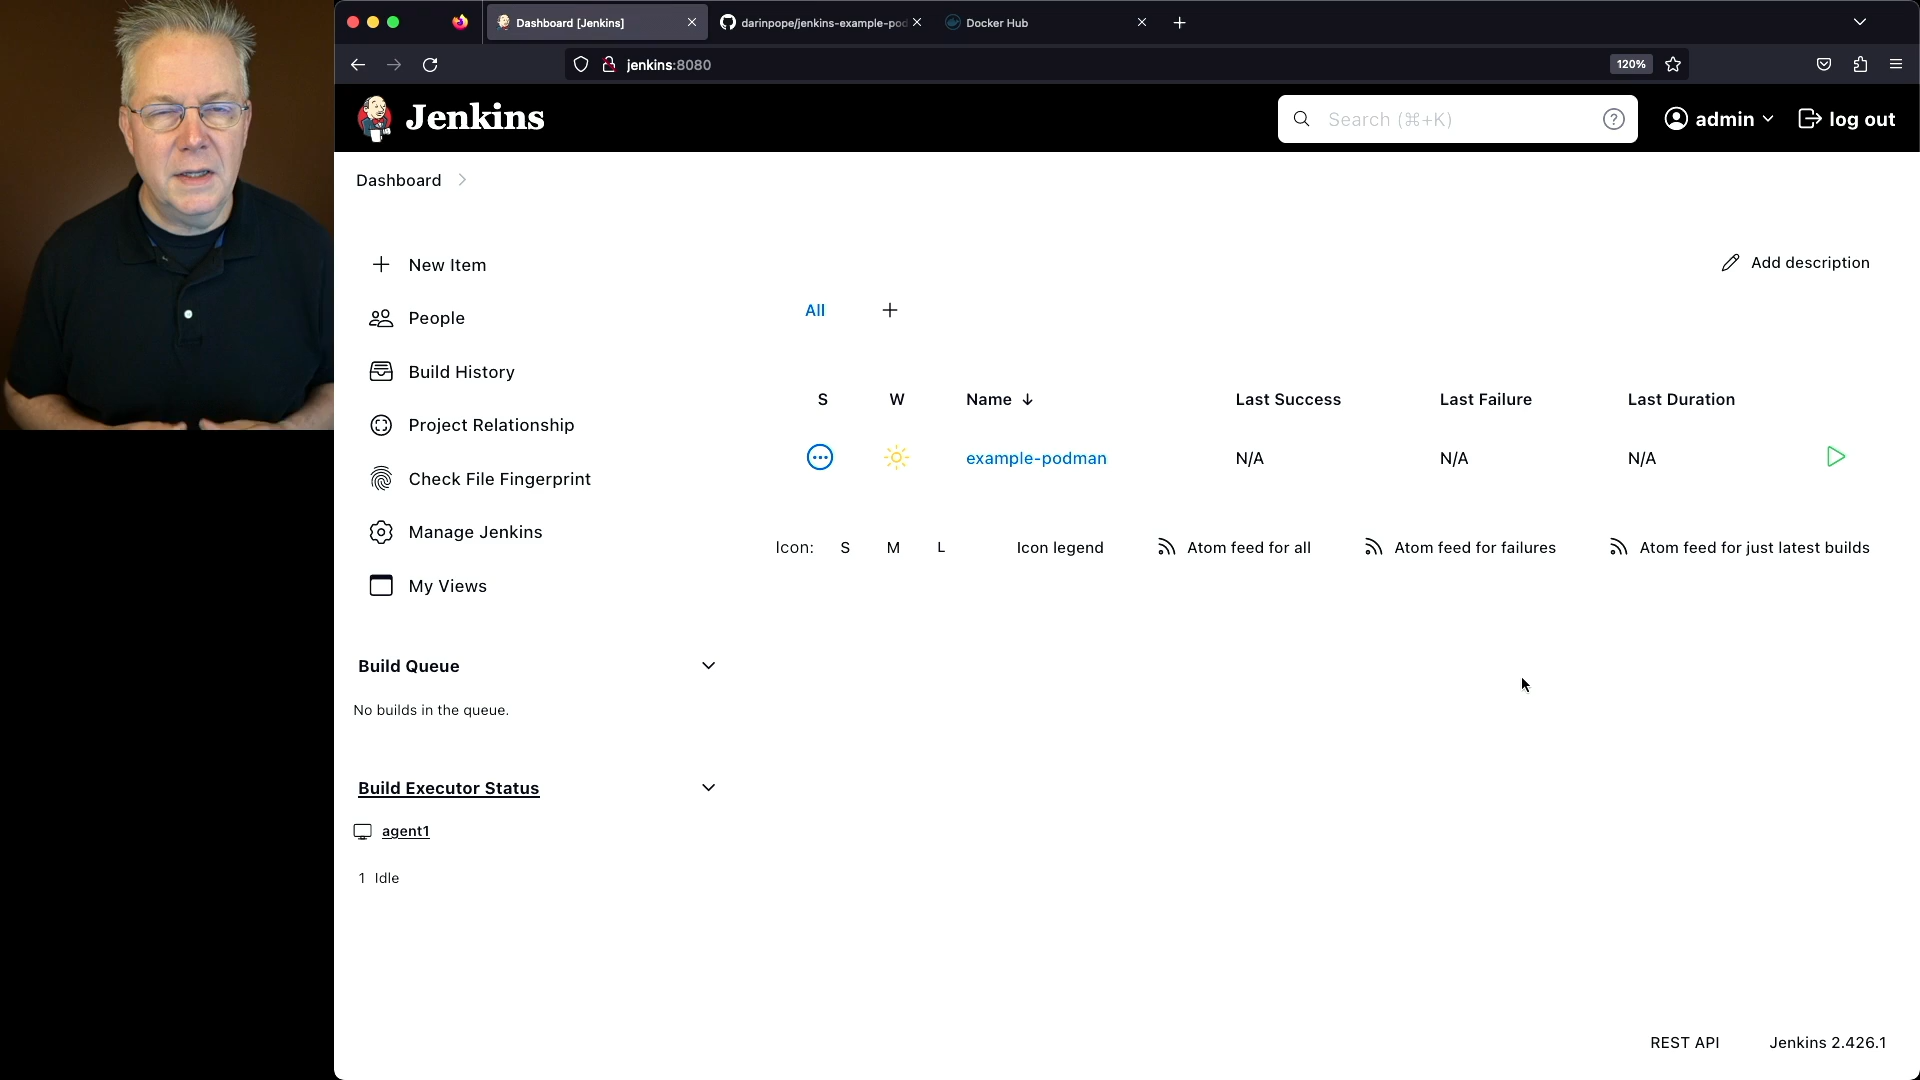 Dashboard [Jenkins]
darinpope/jenkins-example-pod
Docker Hub
jenkins:8080
120%
Jenkins
Search (⌘+K)
admin
log out
Dashboard
New Item
People
Build History
Project Relationship
Check File Fingerprint
Manage Jenkins
My Views
Add description
All
S W Name ↓ Last Success Last Failure Last Duration
example-podman N/A N/A N/A
Icon: S M L Icon legend Atom feed for all Atom feed for failures Atom feed for just latest builds
Build Queue
No builds in the queue.
Build Executor Status
agent1
1 Idle
REST API Jenkins 2.426.1